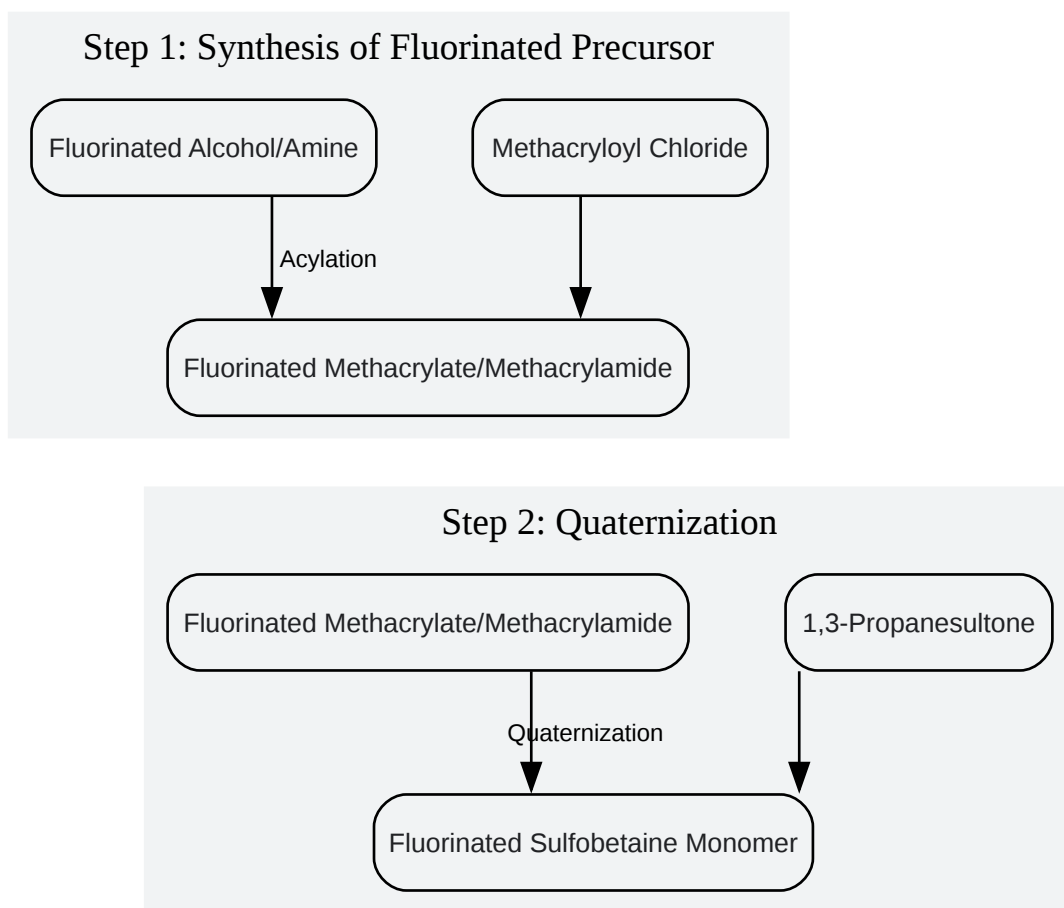 Step 1: Synthesis of Fluorinated Precursor
Fluorinated Alcohol/Amine
Methacryloyl Chloride
Acylation
Fluorinated Methacrylate/Methacrylamide
Step 2: Quaternization
Fluorinated Methacrylate/Methacrylamide
1,3-Propanesultone
Quaternization
Fluorinated Sulfobetaine Monomer